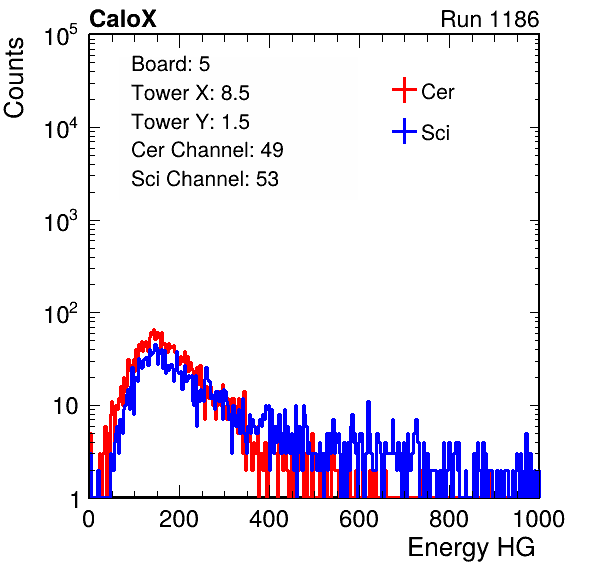 CaloX Run 1186
Counts
10^5
10^4
10^3
10^2
10
1
Board: 5
Tower X: 8.5
Tower Y: 1.5
Cer Channel: 49
Sci Channel: 53
Cer
Sci
0 200 400 600 800 1000
Energy HG